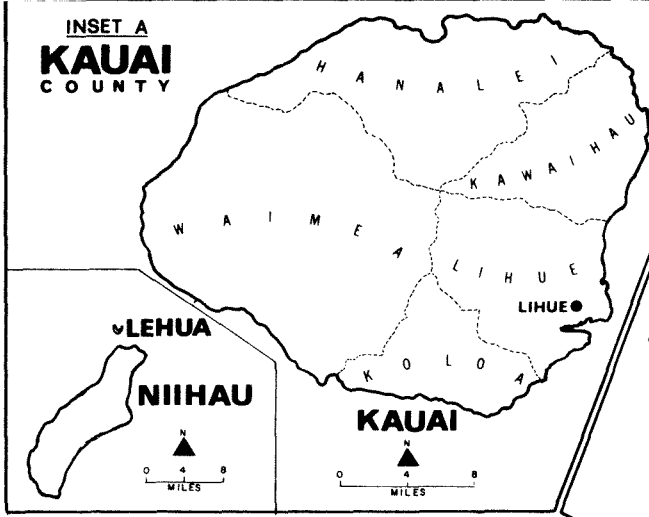 INSET A
KAUAI
COUNTY
HANALEI
KAWAIHAU
WAIMEA
LIHUE
LIHUE
KOLOA
LEHUA
NIIHAU
N
0 4 8
MILES
KAUAI
N
0 4 8
MILES